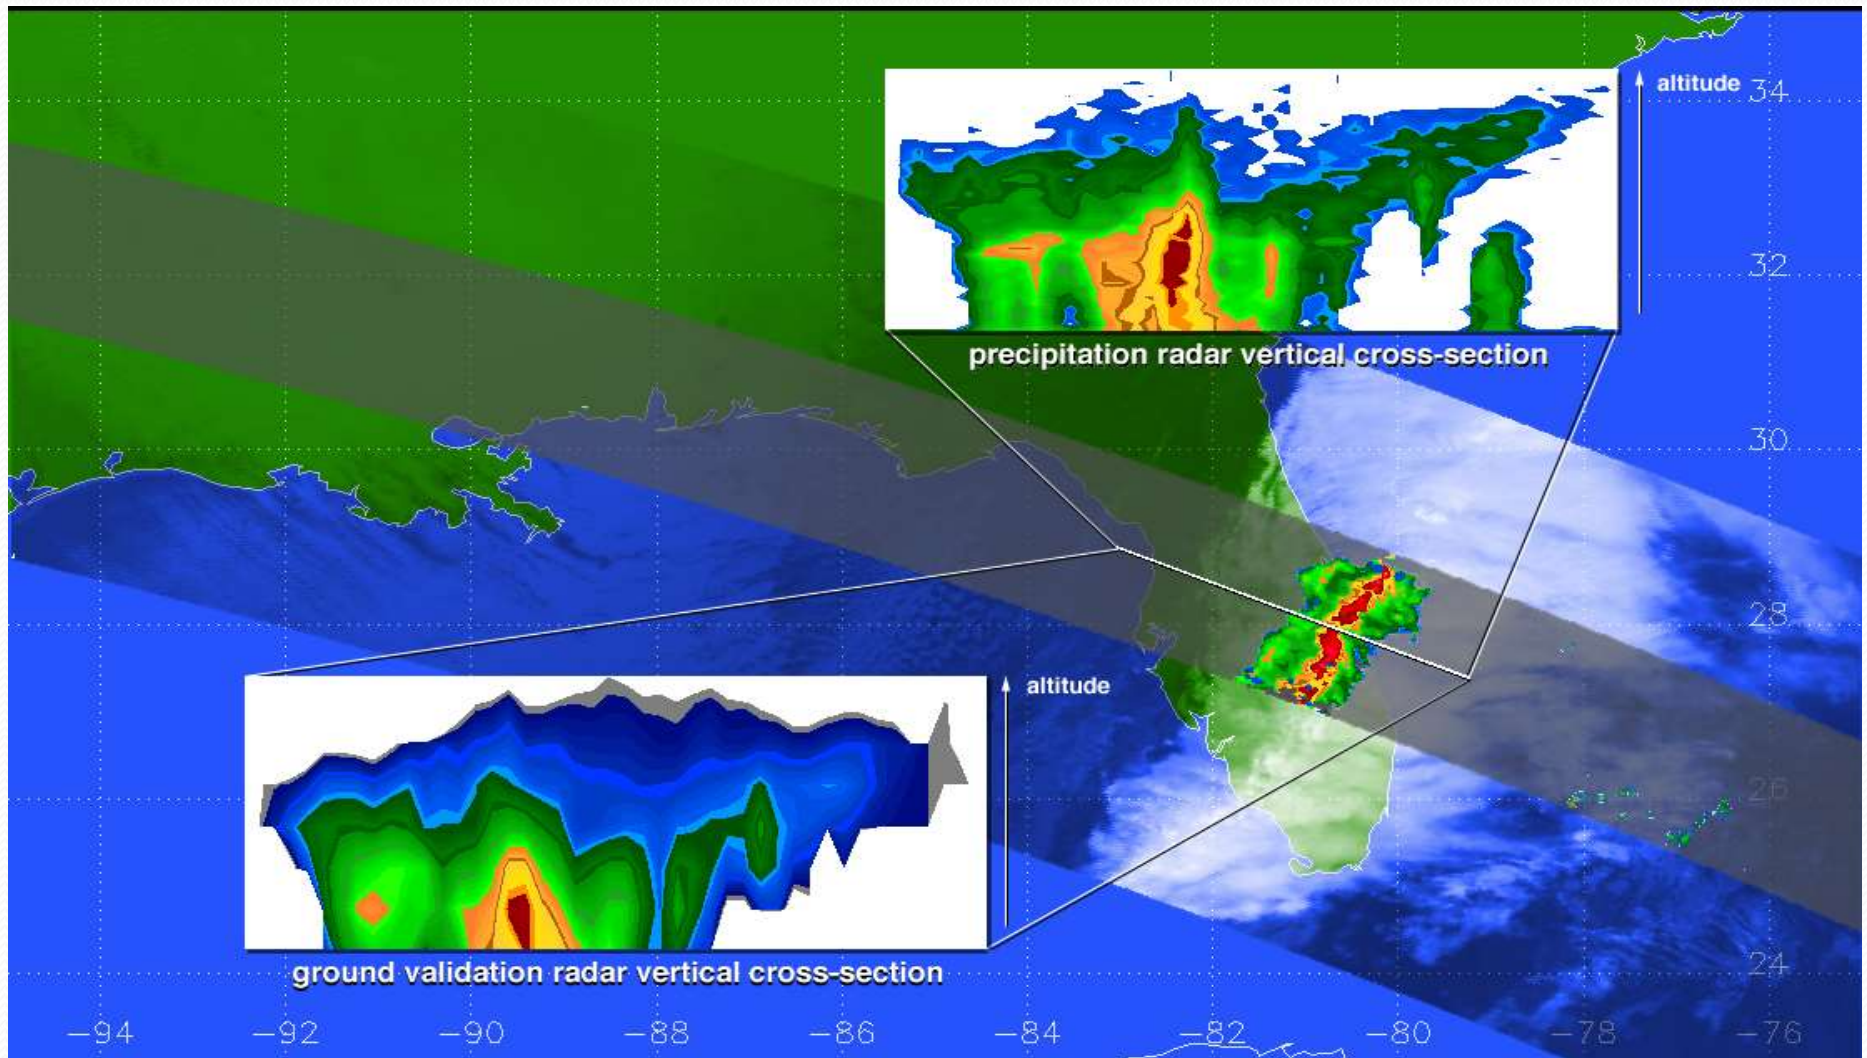 altitude
34
32
precipitation radar vertical cross-section
30
28
altitude
26
ground validation radar vertical cross-section
24
-94 -92 -90 -88 -86 -84 -82 -80 -78 -76